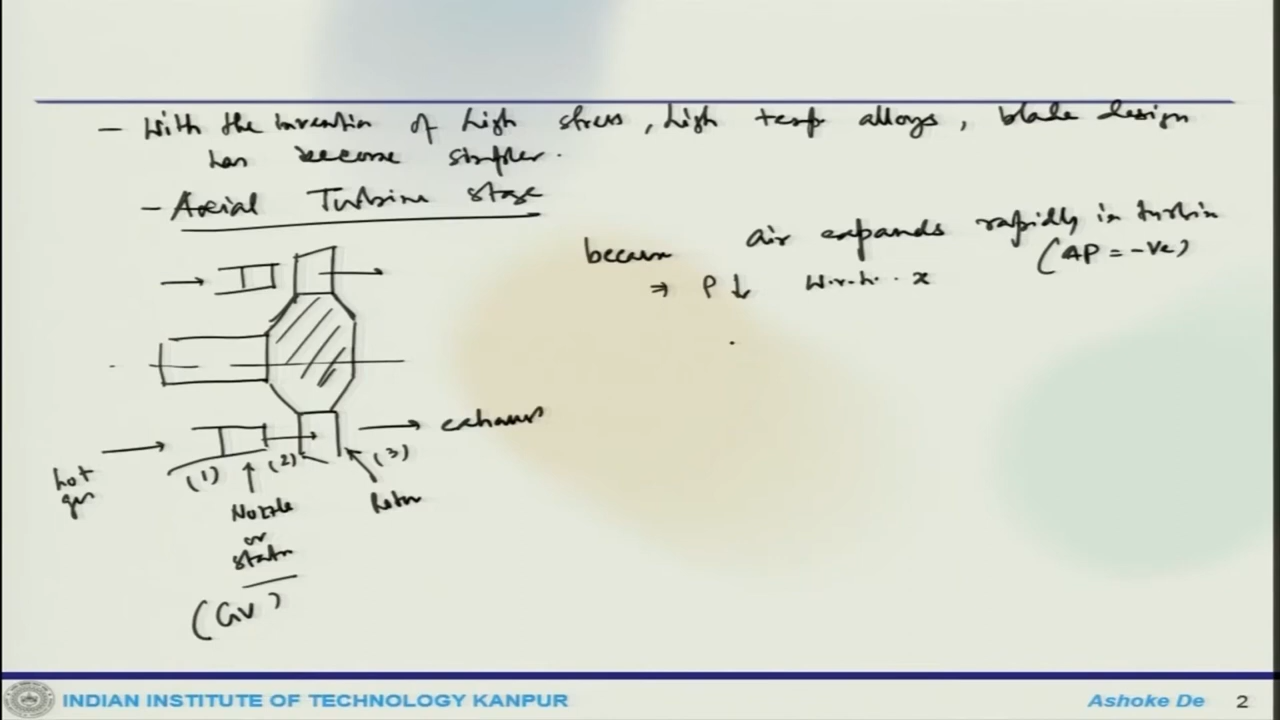 - With the invention of high stress, high temp alloys, blade design
has become simpler.
- Axial Turbine stage
because air expands rapidly in turbin
(ΔP = -ve)
⇒ P ↓ w.r.t. x
exhaust
hot
gas
(1)
(2)
(3)
Nozzle
or
stator
(GV)
Rotor
INDIAN INSTITUTE OF TECHNOLOGY KANPUR
Ashoke De 2